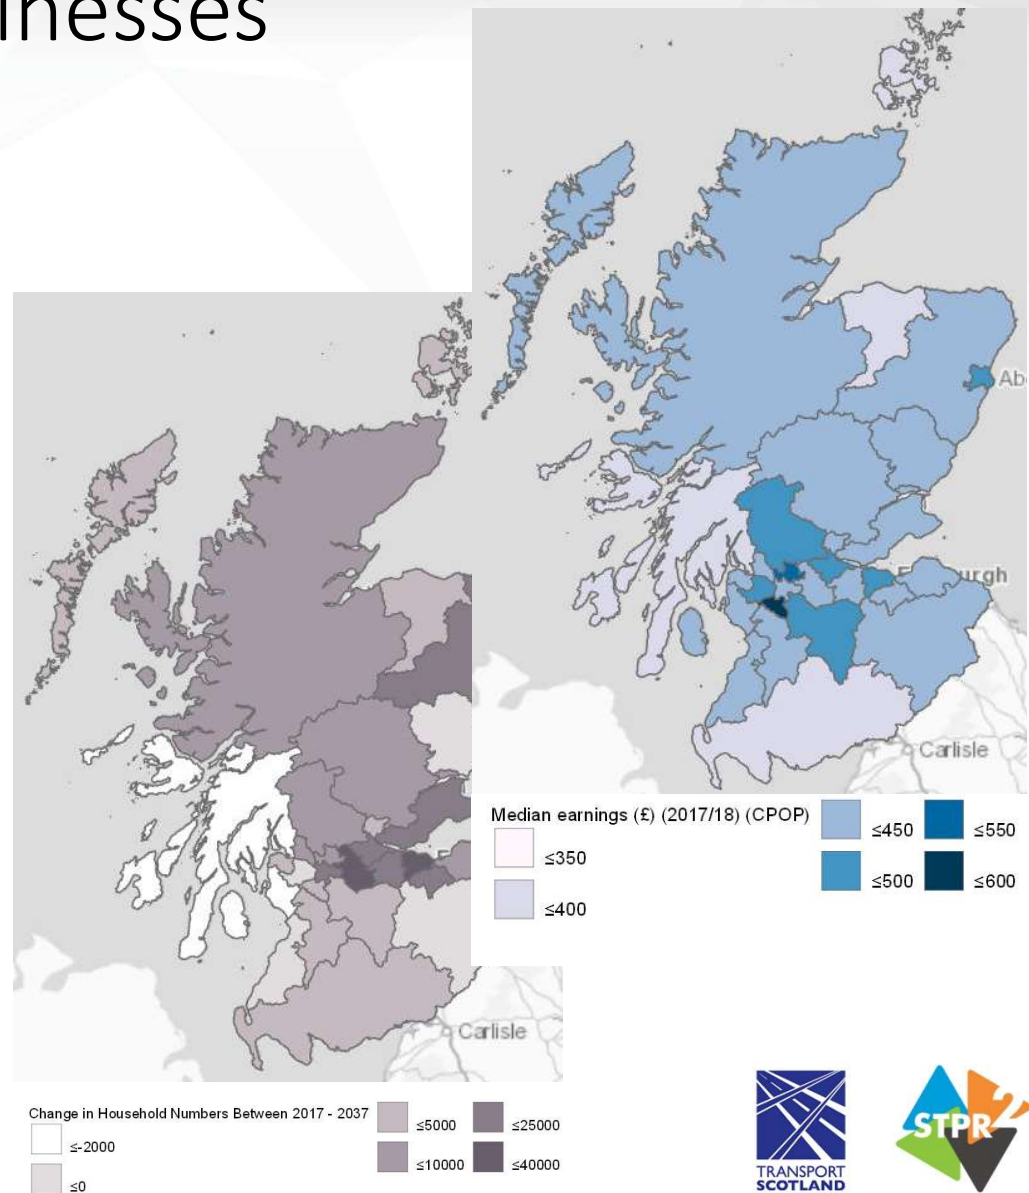 inesses
Ab
urgh
Carlisle
Median earnings (£) (2017/18) (CPOP)
≤350
≤400
≤450
≤500
≤550
≤600
Carlisle
Change in Household Numbers Between 2017 - 2037
≤-2000
≤0
≤5000
≤10000
≤25000
≤40000
TRANSPORT
SCOTLAND
STPR2